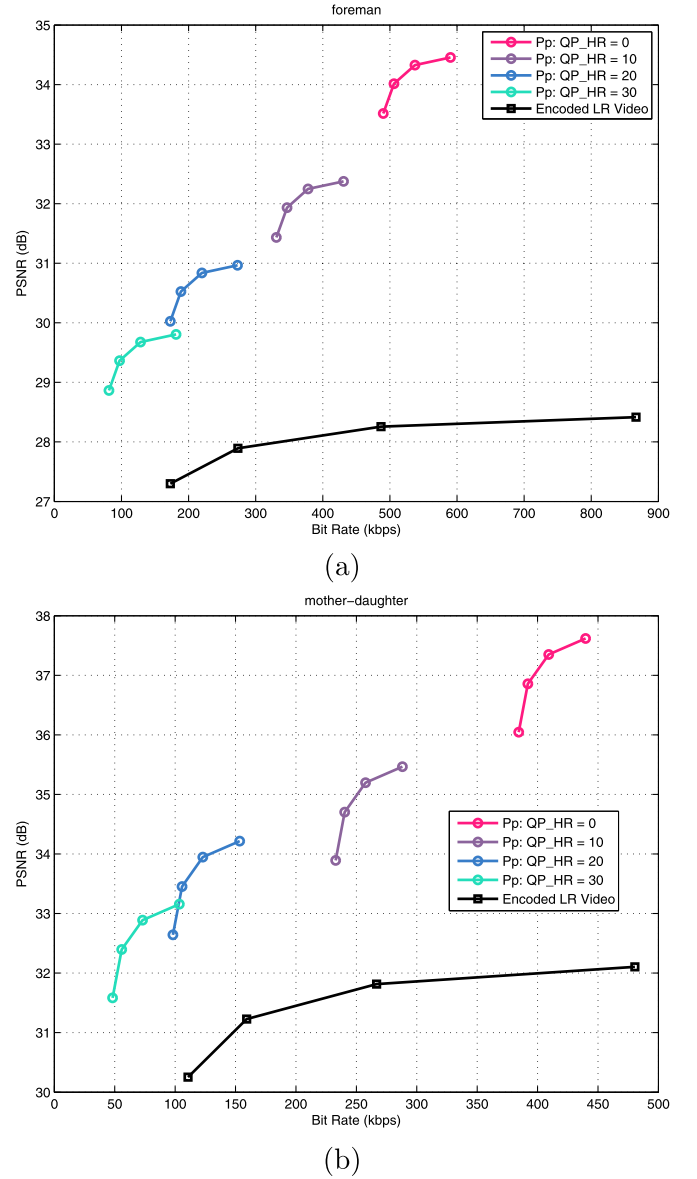 foreman
35
34
33
32
31
30
29
28
27
PSNR (dB)
Pp: QP_HR = 0
Pp: QP_HR = 10
Pp: QP_HR = 20
Pp: QP_HR = 30
Encoded LR Video
0 100 200 300 400 500 600 700 800 900
Bit Rate (kbps)
(a)
mother−daughter
38
37
36
35
34
33
32
31
30
PSNR (dB)
Pp: QP_HR = 0
Pp: QP_HR = 10
Pp: QP_HR = 20
Pp: QP_HR = 30
Encoded LR Video
0 50 100 150 200 250 300 350 400 450 500
Bit Rate (kbps)
(b)